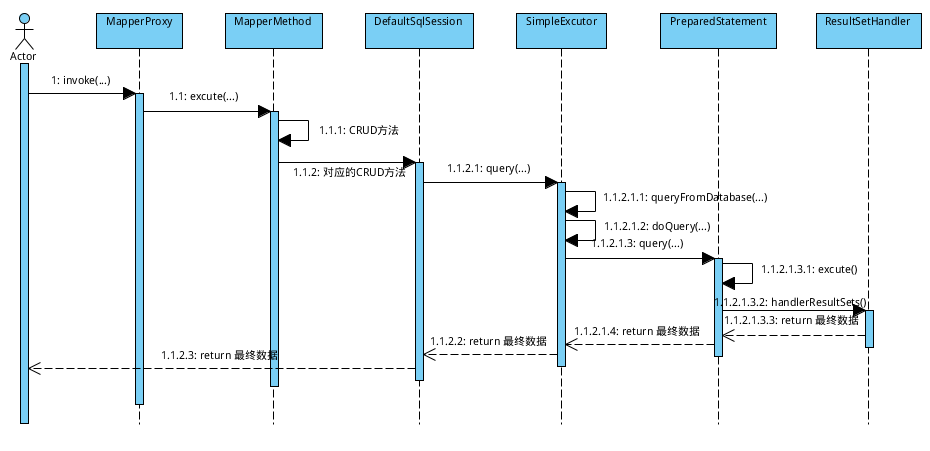 MapperProxy
MapperMethod
DefaultSqlSession
SimpleExcutor
PreparedStatement
ResultSetHandler
Actor
1: invoke(...)
1.1: excute(...)
1.1.1: CRUD方法
1.1.2: 对应的CRUD方法
1.1.2.1: query(...)
1.1.2.1.1: queryFromDatabase(...)
1.1.2.1.2: doQuery(...)
1.1.2.1.3: query(...)
1.1.2.1.3.1: excute()
1.1.2.1.3.2: handlerResultSets()
1.1.2.1.3.3: return 最终数据
1.1.2.1.4: return 最终数据
1.1.2.2: return 最终数据
1.1.2.3: return 最终数据